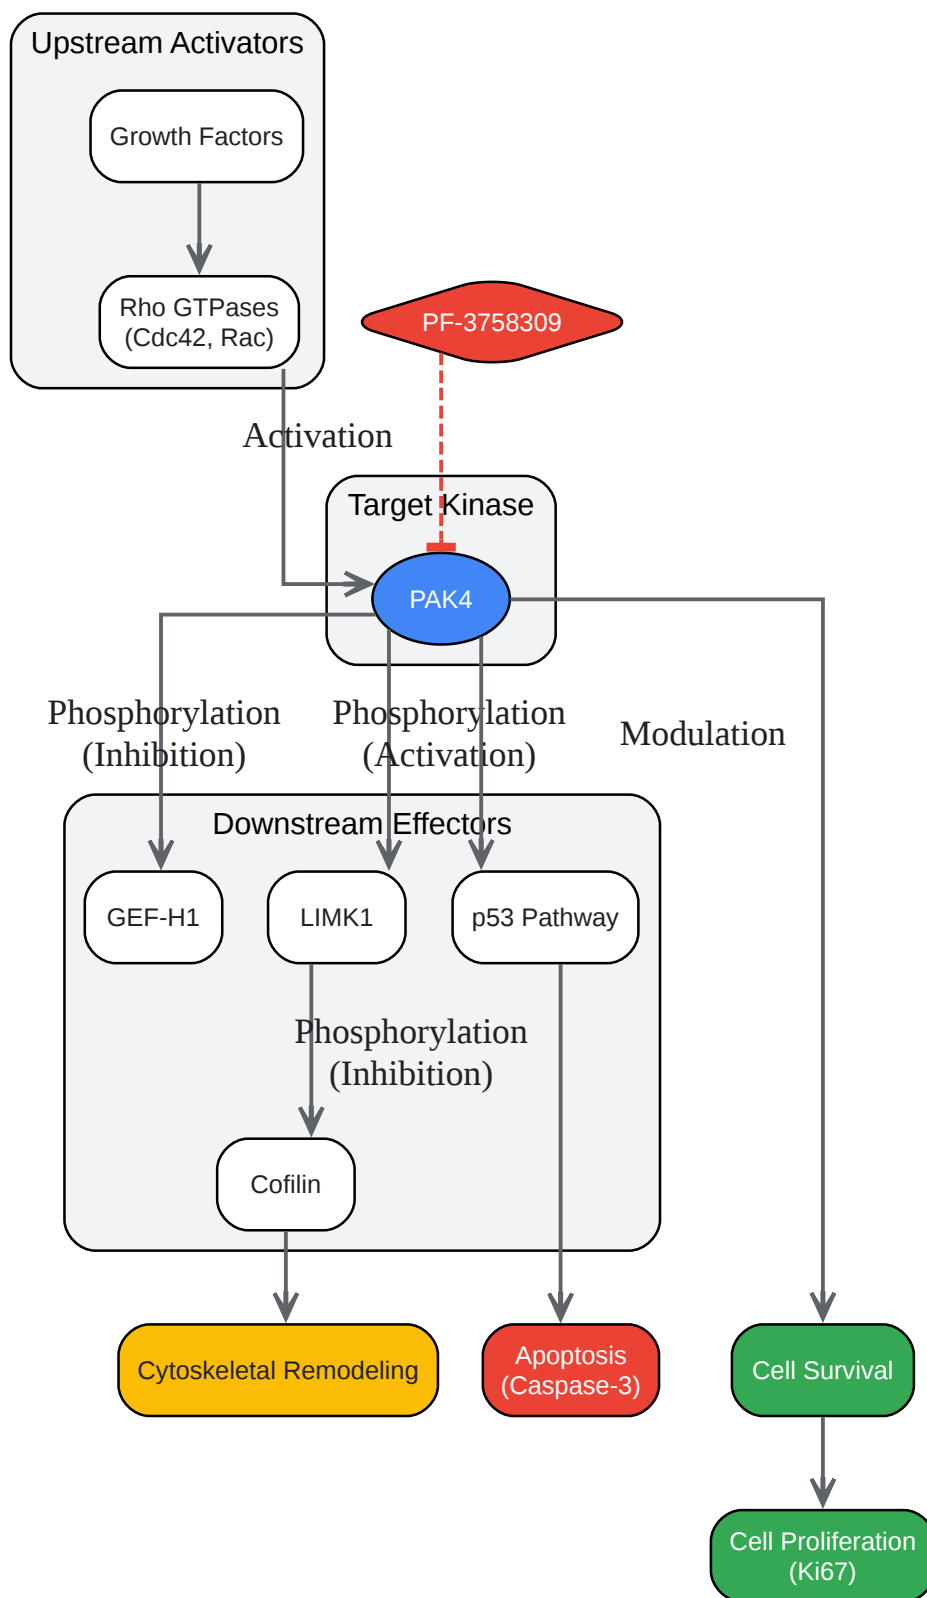 Upstream Activators
Growth Factors
Rho GTPases
(Cdc42, Rac)
PF-3758309
Activation
Target Kinase
PAK4
Phosphorylation
(Inhibition)
Phosphorylation
(Activation)
Modulation
Downstream Effectors
GEF-H1
LIMK1
p53 Pathway
Phosphorylation
(Inhibition)
Cofilin
Cytoskeletal Remodeling
Apoptosis
(Caspase-3)
Cell Survival
Cell Proliferation
(Ki67)